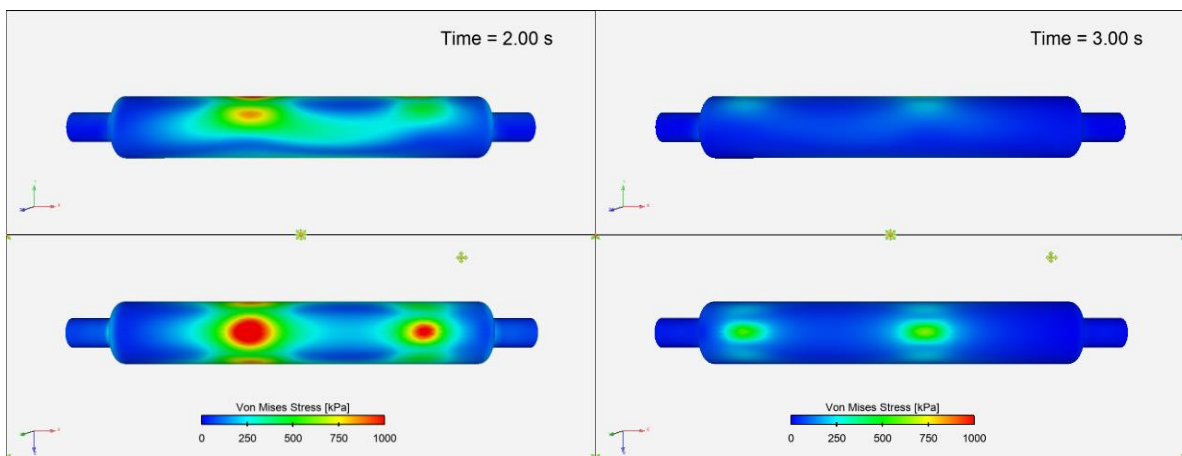 Time = 2.00 s
Time = 3.00 s
Von Mises Stress [kPa]
0 250 500 750 1000
Von Mises Stress [kPa]
0 250 500 750 1000